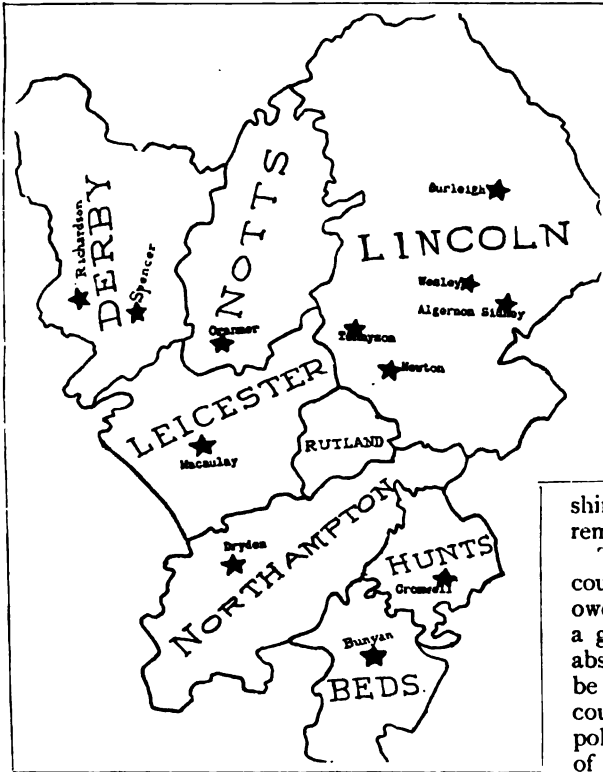 Burleigh
LINCOLN
Richardson
DERBY
Spencer
NOTTS
Wesley
Algernon Sidney
Cranmer
Tennyson
Newton
LEICESTER
Macaulay
RUTLAND
NORTHAMPTON
Dryden
HUNTS
Cromwell
Bunyan
BEDS.
shir
rem
T
cou
owe
a g
abs
be
cou
pol
of